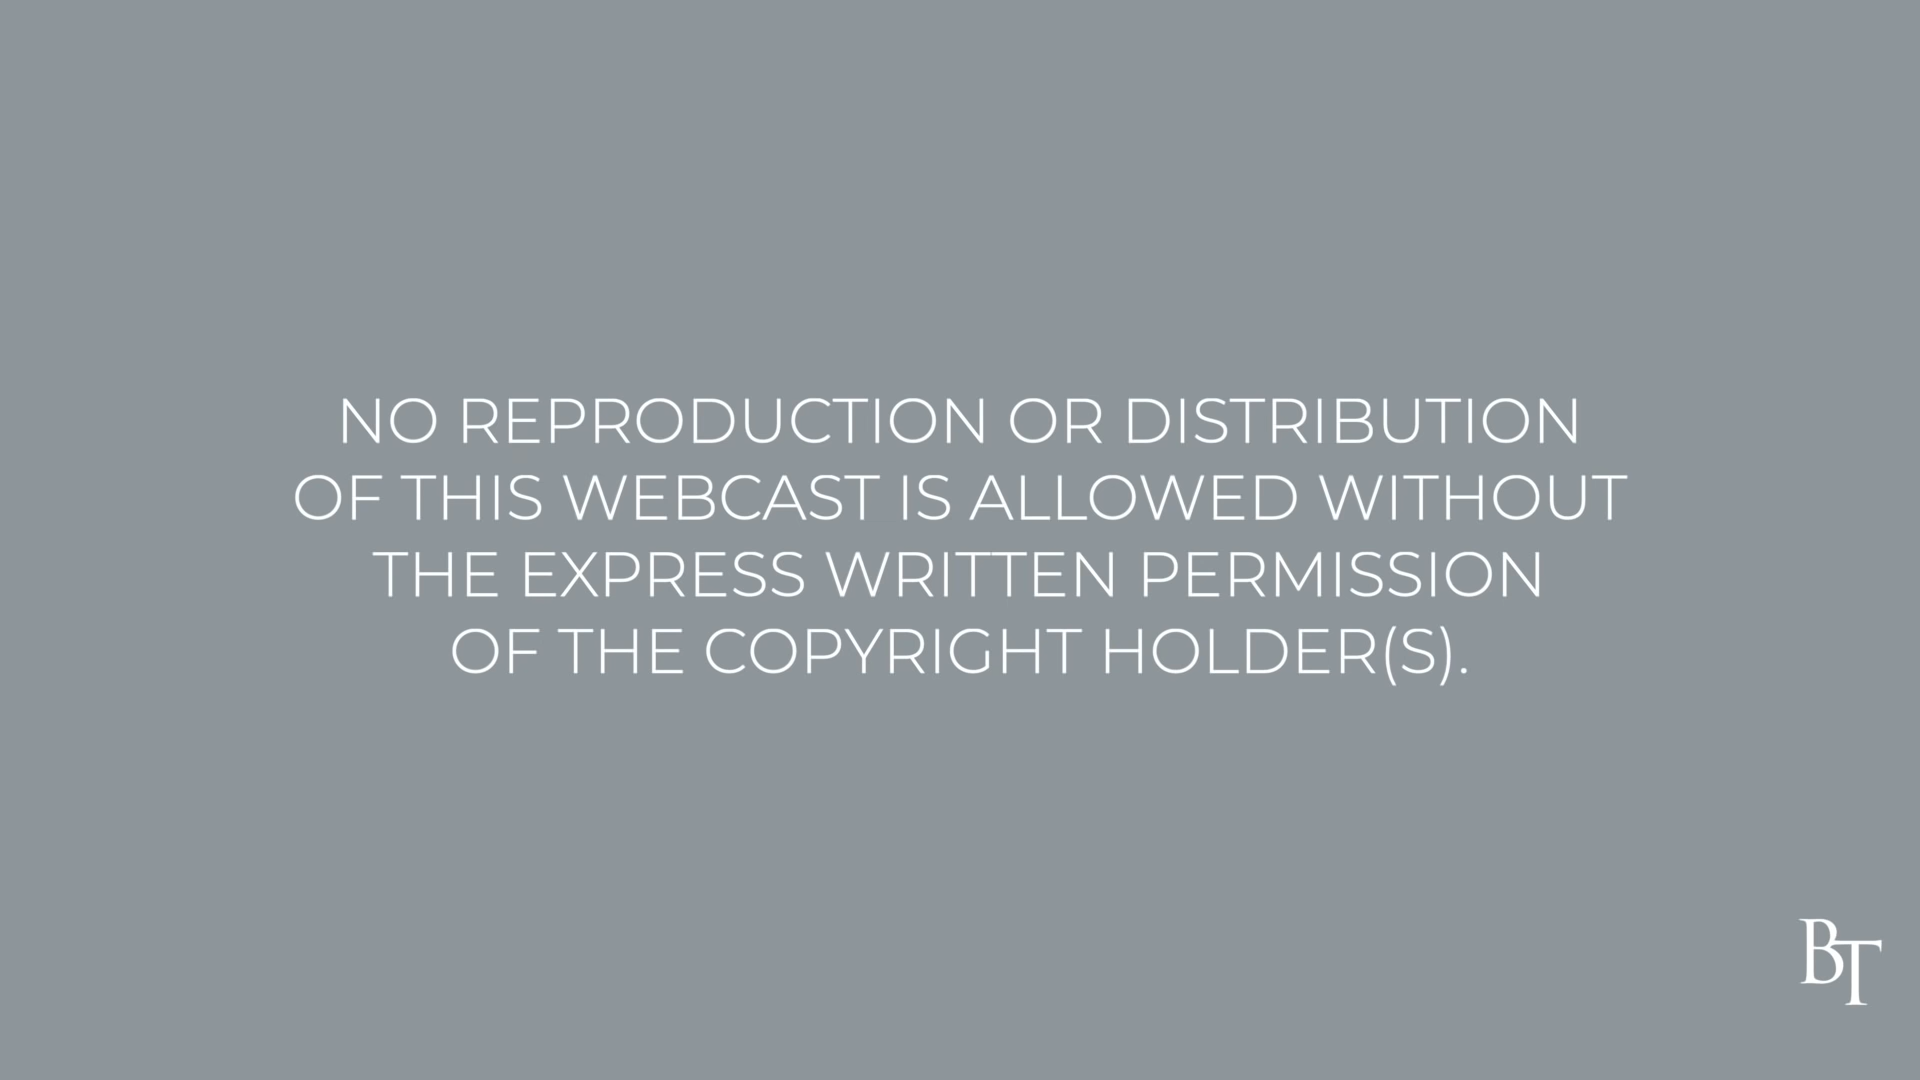 NO REPRODUCTION OR DISTRIBUTION
OF THIS WEBCAST IS ALLOWED WITHOUT
THE EXPRESS WRITTEN PERMISSION
OF THE COPYRIGHT HOLDER(S).
BT